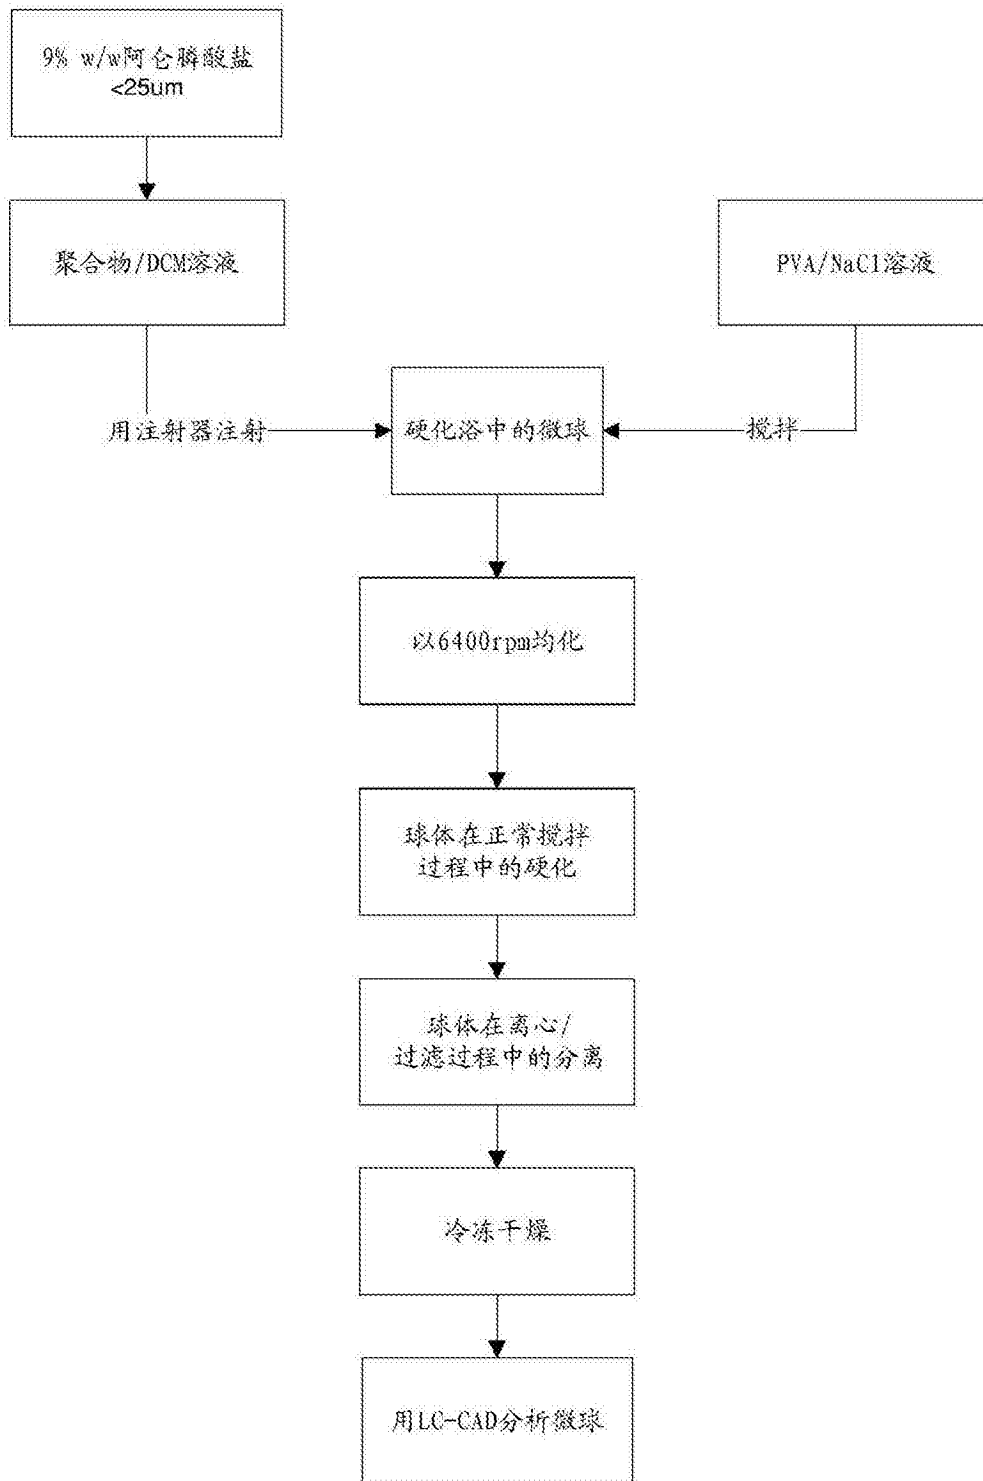 9% w/w阿仑膦酸盐
<25um
聚合物/DCM溶液
PVA/NaCl溶液
用注射器注射
硬化浴中的微球
搅拌
以6400rpm均化
球体在正常搅拌
过程中的硬化
球体在离心/
过滤过程中的分离
冷冻干燥
用LC-CAD分析微球